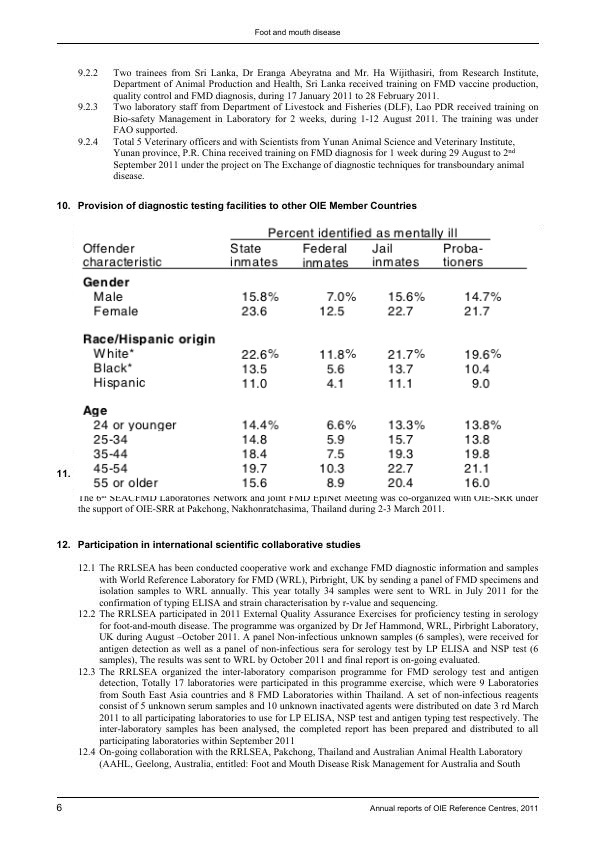 Foot and mouth disease
9.2.2 Two trainees from Sri Lanka, Dr Eranga Abeyratna and Mr. Ha Wijithasiri, from Research Institute,
Department of Animal Production and Health, Sri Lanka received training on FMD vaccine production,
quality control and FMD diagnosis, during 17 January 2011 to 28 February 2011.
9.2.3 Two laboratory staff from Department of Livestock and Fisheries (DLF), Lao PDR received training on
Bio-safety Management in Laboratory for 2 weeks, during 1-12 August 2011. The training was under
FAO supported.
9.2.4 Total 5 Veterinary officers and with Scientists from Yunan Animal Science and Veterinary Institute,
Yunan province, P.R. China received training on FMD diagnosis for 1 week during 29 August to 2nd
September 2011 under the project on The Exchange of diagnostic techniques for transboundary animal
disease.
10. Provision of diagnostic testing facilities to other OIE Member Countries
Percent identified as mentally ill
Offender State Federal Jail Proba-
characteristic inmates inmates inmates tioners
Gender
Male 15.8% 7.0% 15.6% 14.7%
Female 23.6 12.5 22.7 21.7
Race/Hispanic origin
White* 22.6% 11.8% 21.7% 19.6%
Black* 13.5 5.6 13.7 10.4
Hispanic 11.0 4.1 11.1 9.0
Age
24 or younger 14.4% 6.6% 13.3% 13.8%
25-34 14.8 5.9 15.7 13.8
35-44 18.4 7.5 19.3 19.8
45-54 19.7 10.3 22.7 21.1
11.
55 or older 15.6 8.9 20.4 16.0
The 6th SEACFMD Laboratories Network and joint FMD EpiNet Meeting was co-organized with OIE-SRR under
the support of OIE-SRR at Pakchong, Nakhonratchasima, Thailand during 2-3 March 2011.
12. Participation in international scientific collaborative studies
12.1 The RRLSEA has been conducted cooperative work and exchange FMD diagnostic information and samples
with World Reference Laboratory for FMD (WRL), Pirbright, UK by sending a panel of FMD specimens and
isolation samples to WRL annually. This year totally 34 samples were sent to WRL in July 2011 for the
confirmation of typing ELISA and strain characterisation by r-value and sequencing.
12.2 The RRLSEA participated in 2011 External Quality Assurance Exercises for proficiency testing in serology
for foot-and-mouth disease. The programme was organized by Dr Jef Hammond, WRL, Pirbright Laboratory,
UK during August –October 2011. A panel Non-infectious unknown samples (6 samples), were received for
antigen detection as well as a panel of non-infectious sera for serology test by LP ELISA and NSP test (6
samples), The results was sent to WRL by October 2011 and final report is on-going evaluated.
12.3 The RRLSEA organized the inter-laboratory comparison programme for FMD serology test and antigen
detection, Totally 17 laboratories were participated in this programme exercise, which were 9 Laboratories
from South East Asia countries and 8 FMD Laboratories within Thailand. A set of non-infectious reagents
consist of 5 unknown serum samples and 10 unknown inactivated agents were distributed on date 3 rd March
2011 to all participating laboratories to use for LP ELISA, NSP test and antigen typing test respectively. The
inter-laboratory samples has been analysed, the completed report has been prepared and distributed to all
participating laboratories within September 2011
12.4 On-going collaboration with the RRLSEA, Pakchong, Thailand and Australian Animal Health Laboratory
(AAHL, Geelong, Australia, entitled: Foot and Mouth Disease Risk Management for Australia and South
6 Annual reports of OIE Reference Centres, 2011